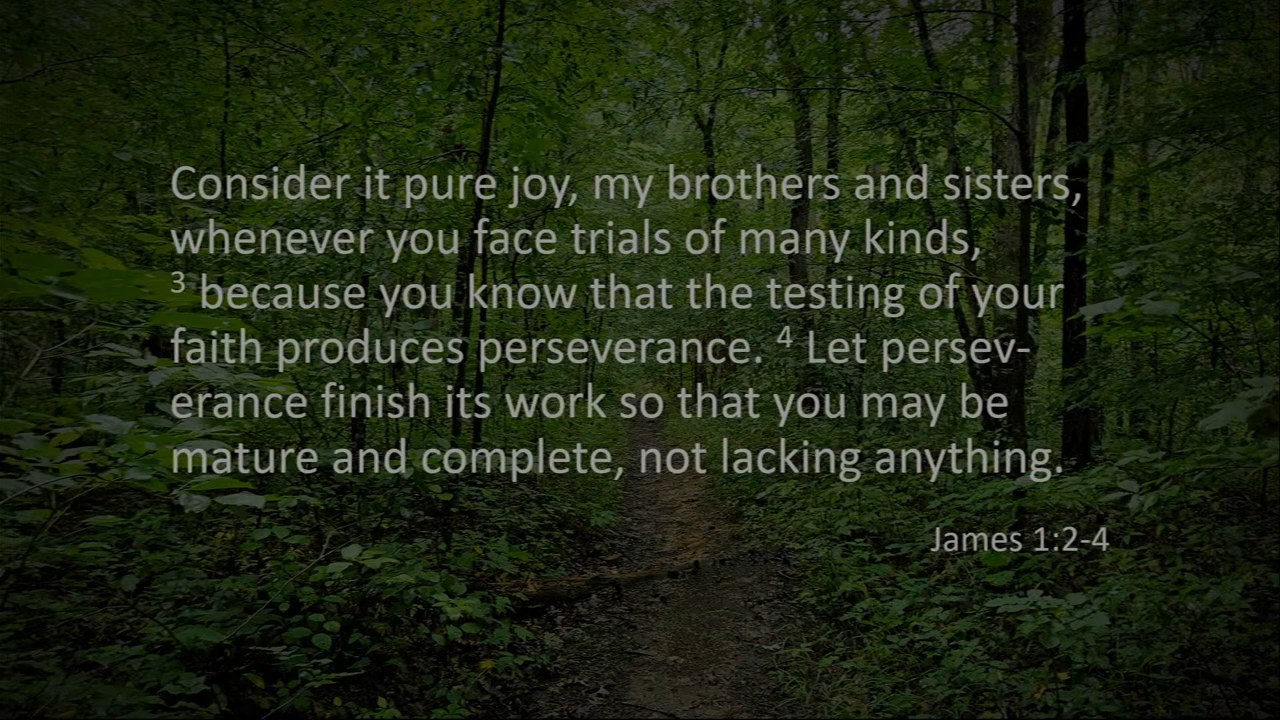 Consider it pure joy, my brothers and sisters,
whenever you face trials of many kinds,
3 because you know that the testing of your
faith produces perseverance. 4 Let persev-
erance finish its work so that you may be
mature and complete, not lacking anything.
James 1:2-4